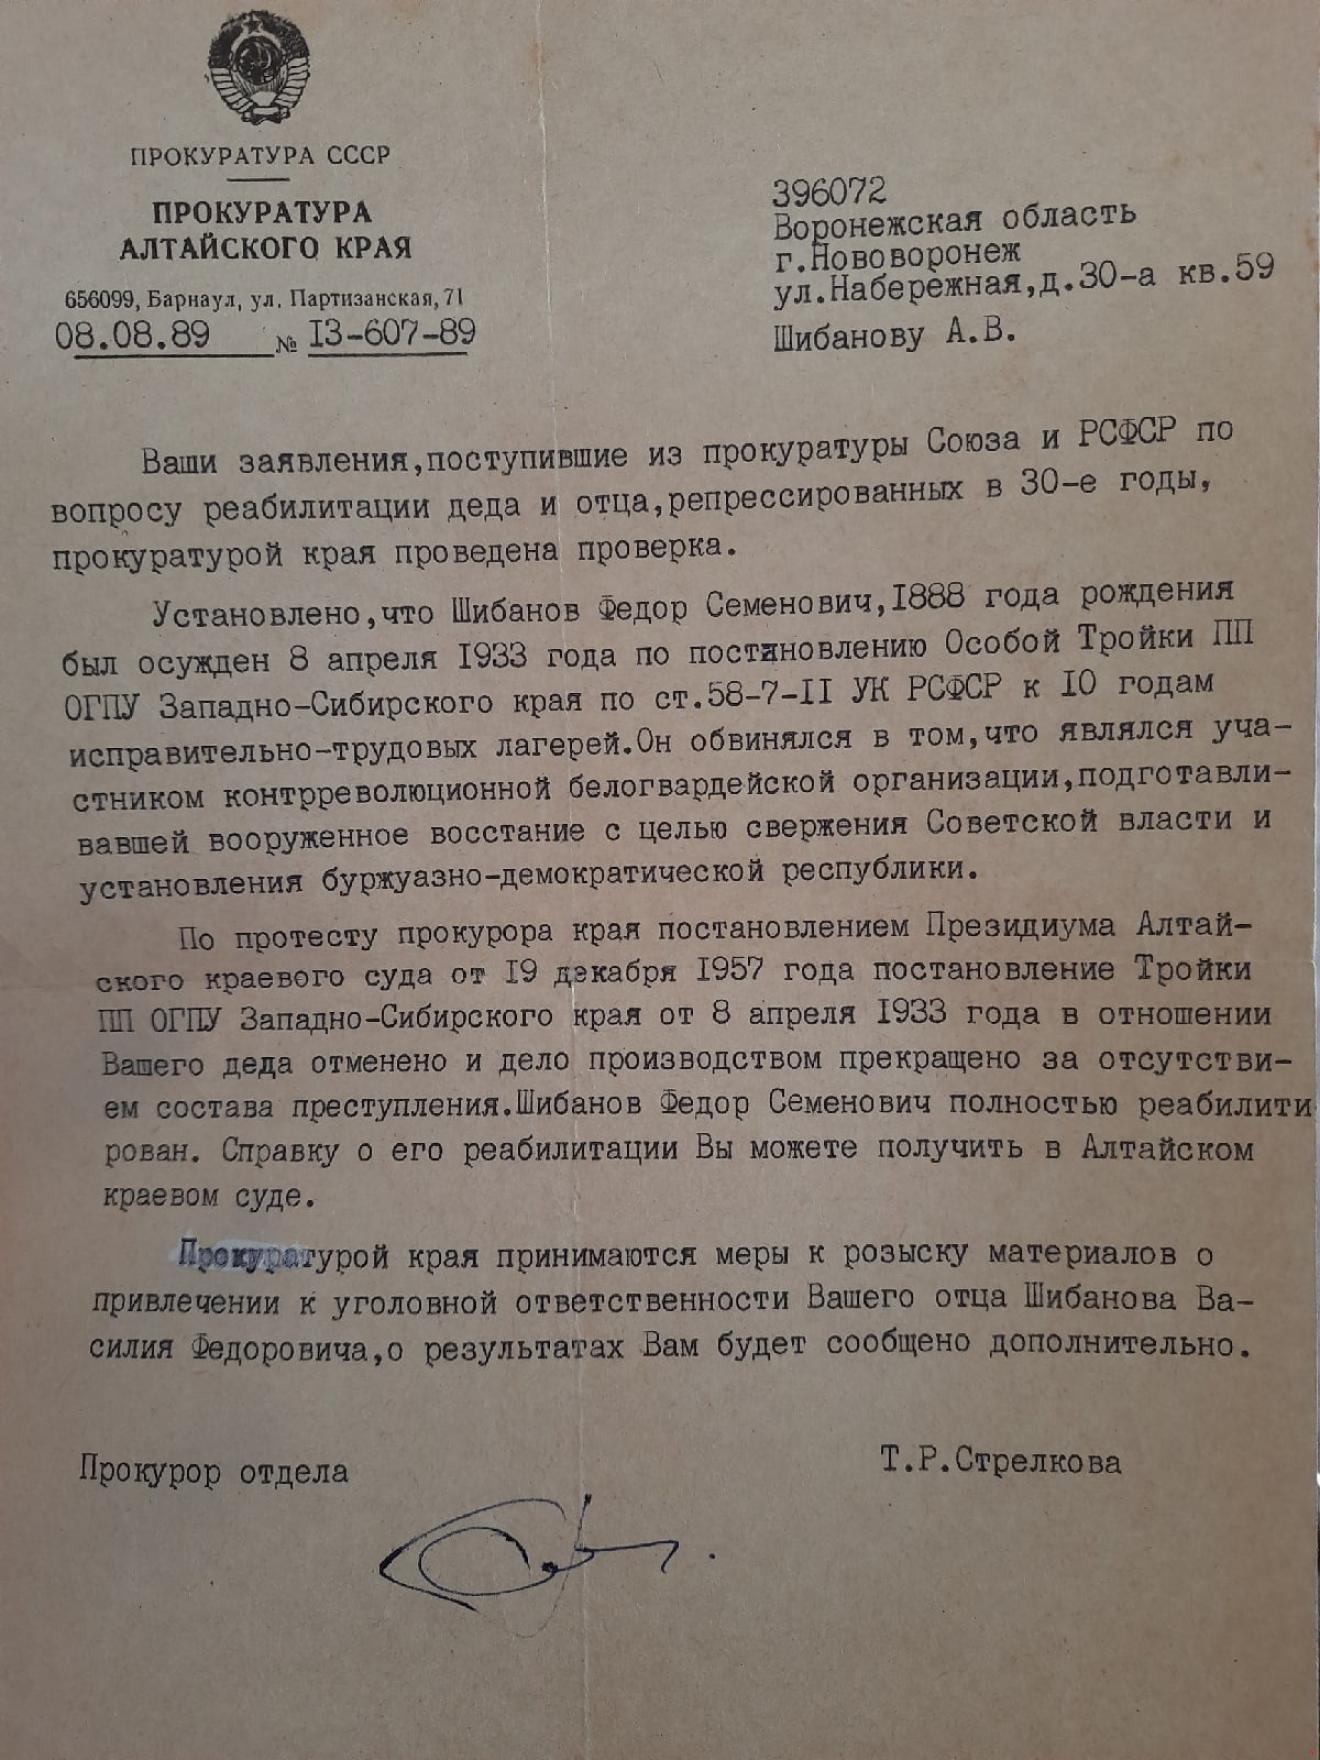 ПРОКУРАТУРА СССР
ПРОКУРАТУРА
АЛТАЙСКОГО КРАЯ
656099, Барнаул, ул. Партизанская, 71
08.08.89 № I3-607-89
396072
Воронежская область
г.Нововоронеж
ул.Набережная,д.30-а кв.59
Шибанову А.В.
Ваши заявления,поступившие из прокуратуры Союза и РСФСР по
вопросу реабилитации деда и отца,репрессированных в 30-е годы,
прокуратурой края проведена проверка.
Установлено,что Шибанов Федор Семенович,I888 года рождения
был осужден 8 апреля I933 года по постановлению Особой Тройки ПП
ОГПУ Западно-Сибирского края по ст.58-7-II УК РСФСР к I0 годам
исправительно-трудовых лагерей.Он обвинялся в том,что являлся уча-
стником контрреволюционной белогвардейской организации,подготавли-
вавшей вооруженное восстание с целью свержения Советской власти и
установления буржуазно-демократической республики.
По протесту прокурора края постановлением Президиума Алтай-
ского краевого суда от I9 декабря I957 года постановление Тройки
ПП ОГПУ Западно-Сибирского края от 8 апреля I933 года в отношении
Вашего деда отменено и дело производством прекращено за отсутстви-
ем состава преступления.Шибанов Федор Семенович полностью реабилити
рован. Справку о его реабилитации Вы можете получить в Алтайском
краевом суде.
Прокуратурой края принимаются меры к розыску материалов о
привлечении к уголовной ответственности Вашего отца Шибанова Ва-
силия Федоровича,о результатах Вам будет сообщено дополнительно.
Прокурор отдела
Т.Р.Стрелкова